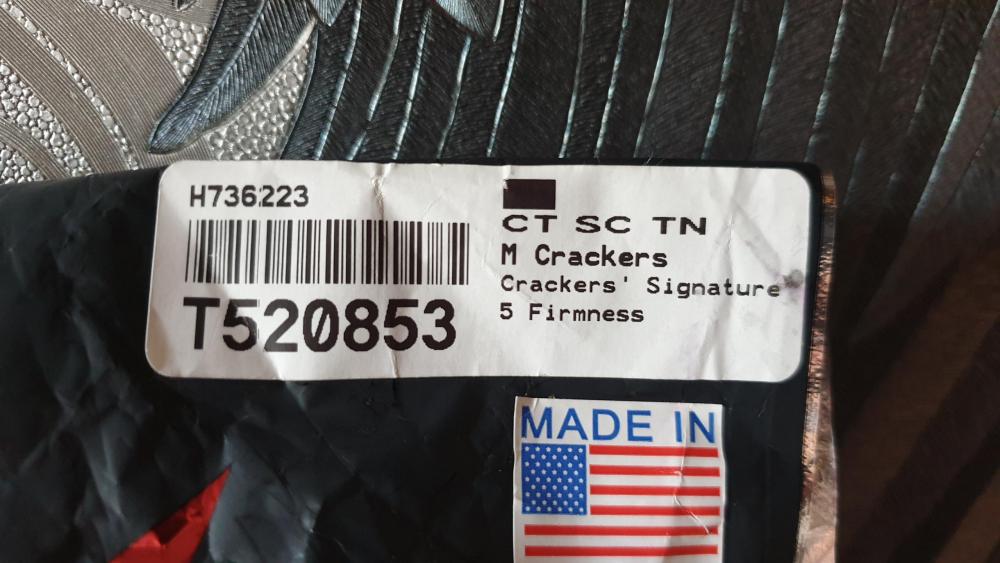 H736223
T520853
CT SC TN
M Crackers
Crackers' Signature
5 Firmness
MADE IN